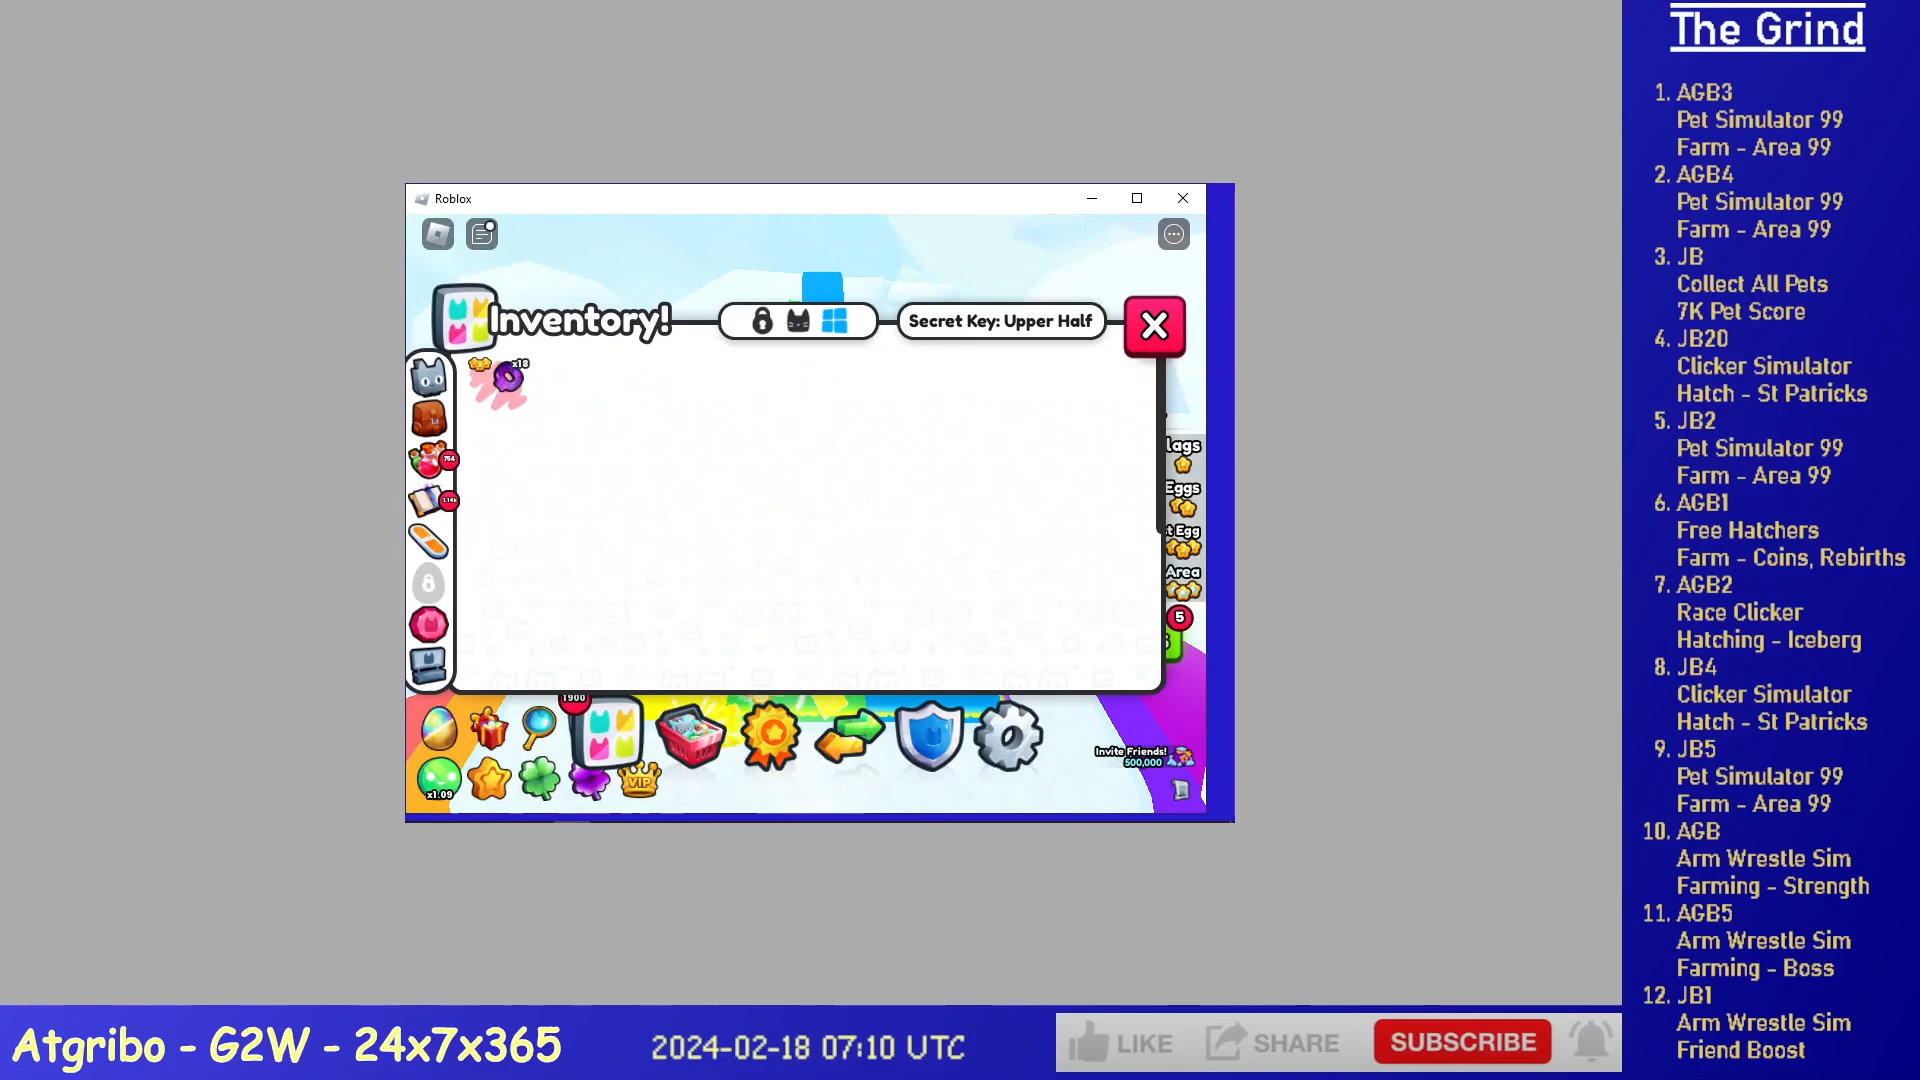 The Grind
1. AGB3
Pet Simulator 99
Farm - Area 99
2. AGB4
Pet Simulator 99
Farm - Area 99
3. JB
Collect All Pets
7K Pet Score
4. JB20
Clicker Simulator
Hatch - St Patricks
5. JB2
Pet Simulator 99
Farm - Area 99
6. AGB1
Free Hatchers
Farm - Coins, Rebirths
7. AGB2
Race Clicker
Hatching - Iceberg
8. JB4
Clicker Simulator
Hatch - St Patricks
9. JB5
Pet Simulator 99
Farm - Area 99
10. AGB
Arm Wrestle Sim
Farming - Strength
11. AGB5
Arm Wrestle Sim
Farming - Boss
12. JB1
Arm Wrestle Sim
Friend Boost
Roblox
Inventory!
Secret Key: Upper Half
X
x18
754
1.14k
lags
Eggs
t Egg
Area
5
1900
VIP
x1.09
Invite Friends!
500,000
Atgribo - G2W - 24x7x365
2024-02-18 07:10 UTC
LIKE
SHARE
SUBSCRIBE